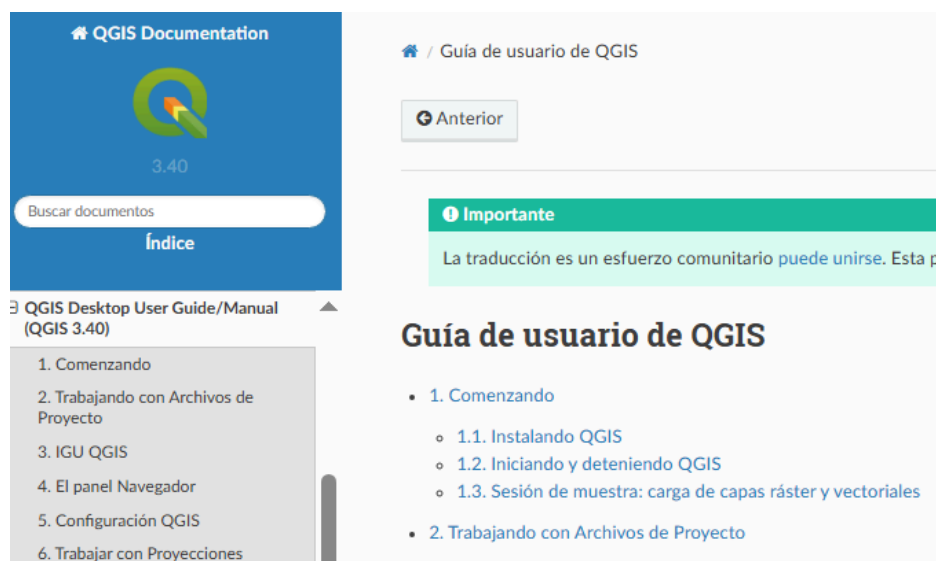 QGIS Documentation
3.40
Buscar documentos
Índice
QGIS Desktop User Guide/Manual
(QGIS 3.40)
1. Comenzando
2. Trabajando con Archivos de
Proyecto
3. IGU QGIS
4. El panel Navegador
5. Configuración QGIS
6. Trabajar con Proyecciones
/ Guía de usuario de QGIS
Anterior
Importante
La traducción es un esfuerzo comunitario puede unirse. Esta p
Guía de usuario de QGIS
• 1. Comenzando
◦ 1.1. Instalando QGIS
◦ 1.2. Iniciando y deteniendo QGIS
◦ 1.3. Sesión de muestra: carga de capas ráster y vectoriales
• 2. Trabajando con Archivos de Proyecto